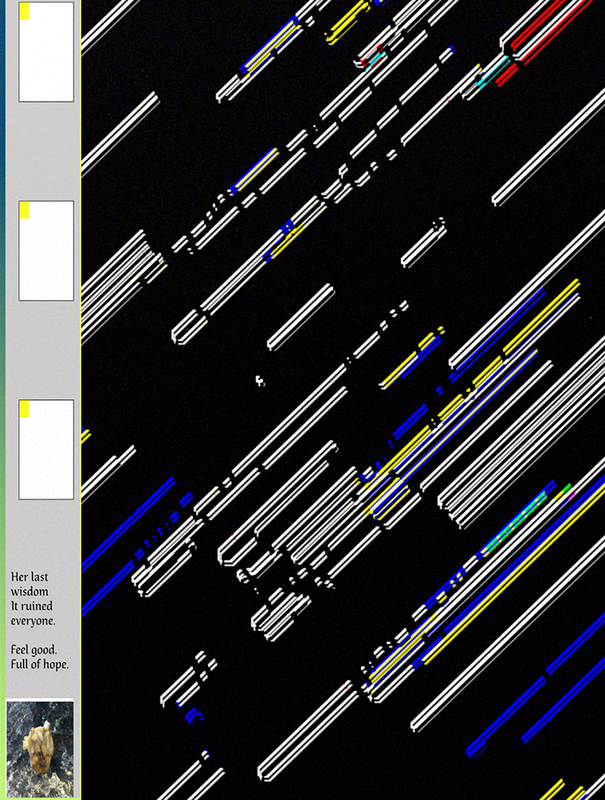 Her last
wisdom
It ruined
everyone.
Feel good.
Full of hope.